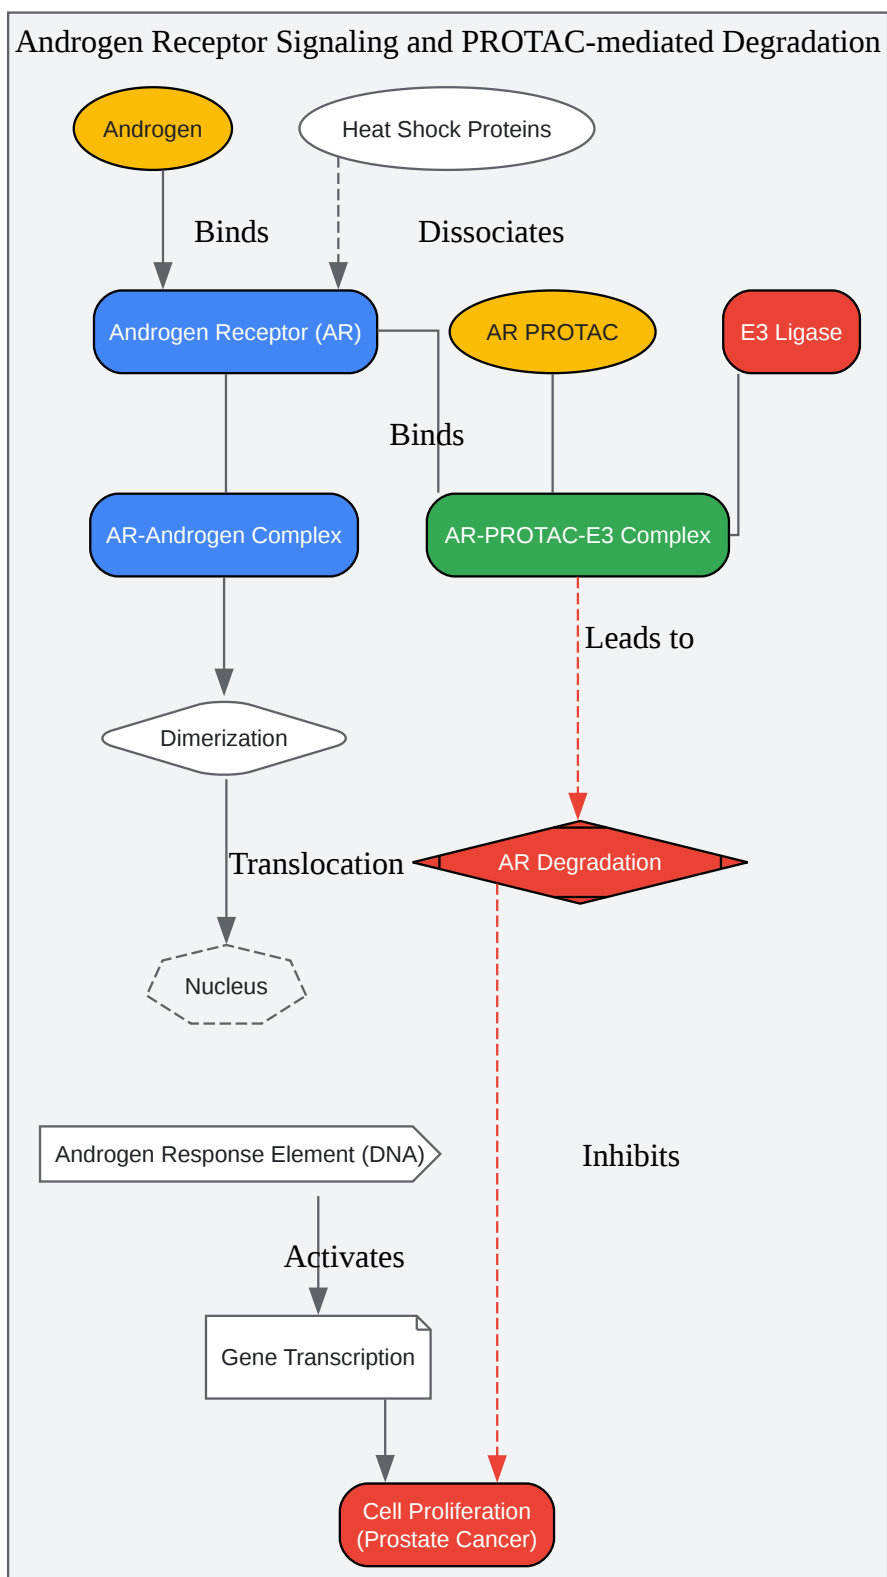 Androgen Receptor Signaling and PROTAC-mediated Degradation
Androgen
Heat Shock Proteins
Binds
Dissociates
Androgen Receptor (AR)
AR PROTAC
E3 Ligase
Binds
AR-Androgen Complex
AR-PROTAC-E3 Complex
Leads to
Dimerization
Translocation
AR Degradation
Nucleus
Androgen Response Element (DNA)
Inhibits
Activates
Gene Transcription
Cell Proliferation
(Prostate Cancer)